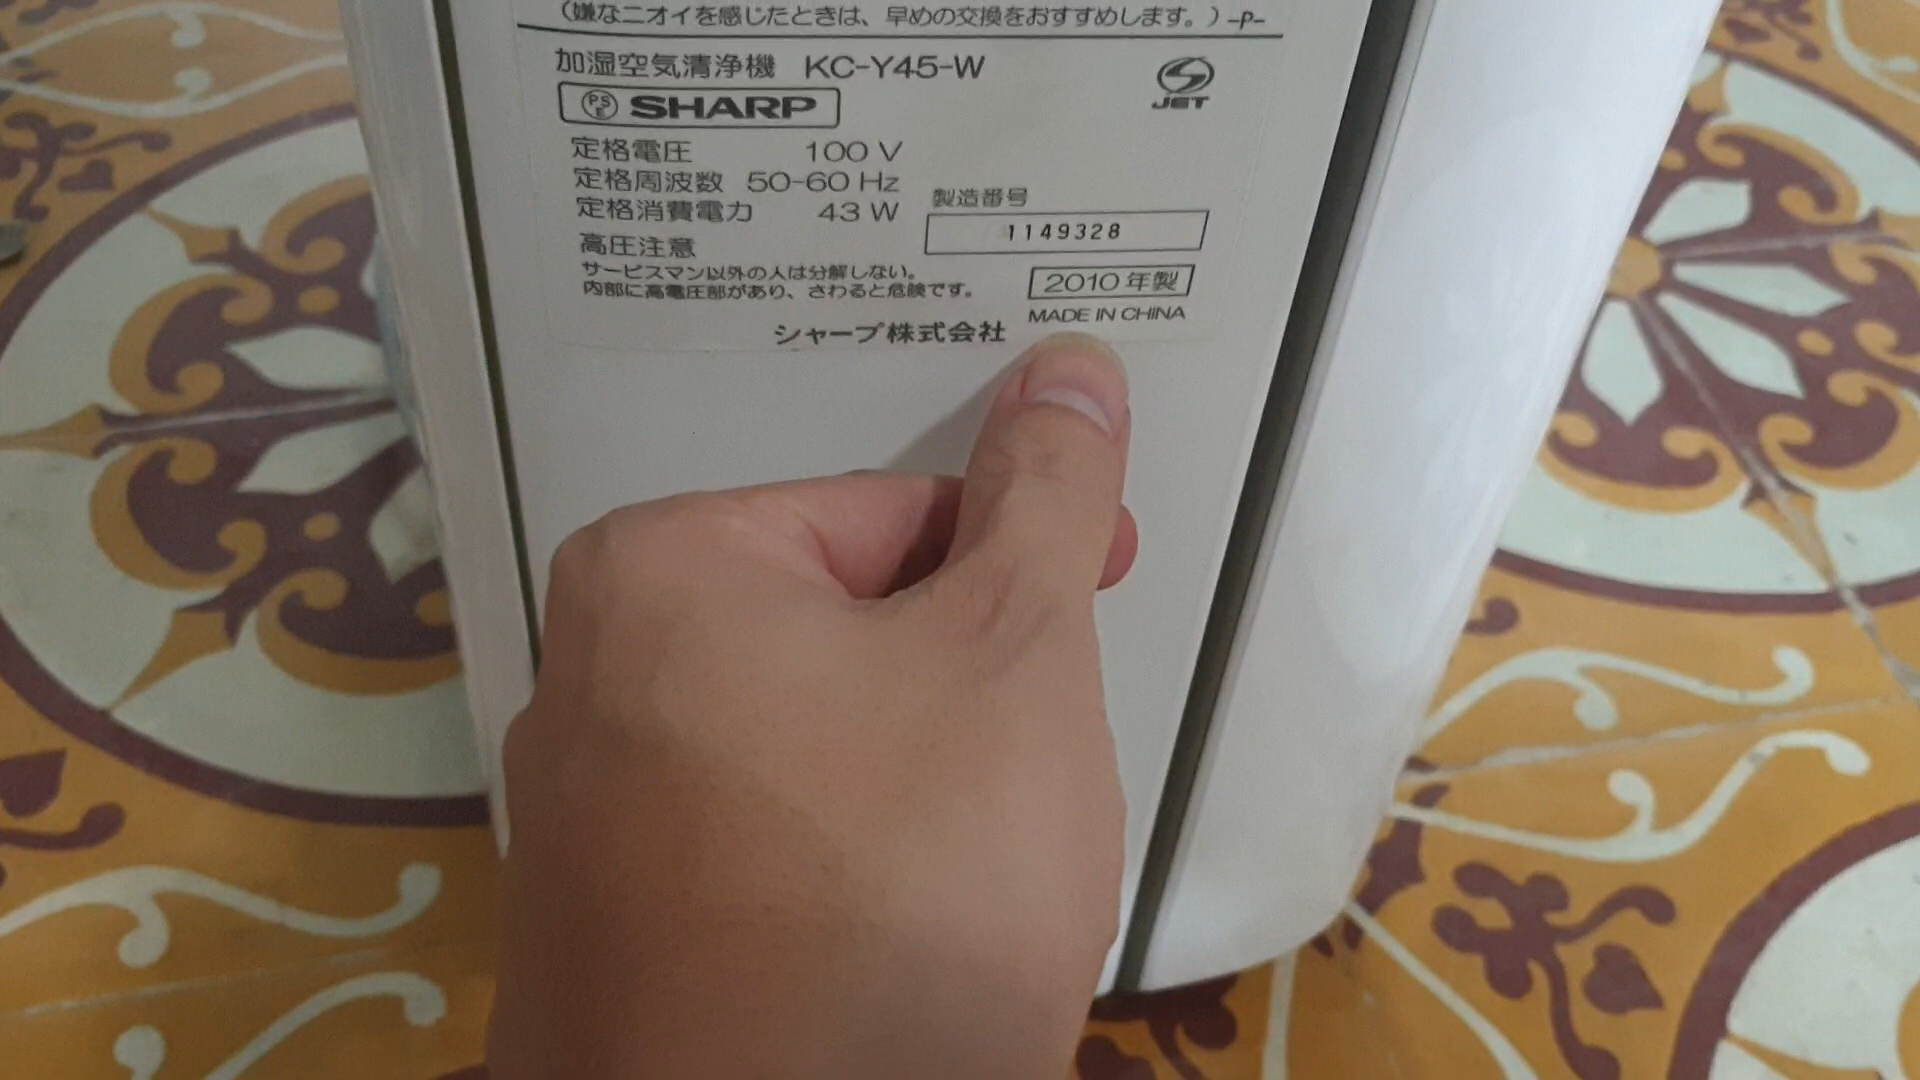 (嫌なニオイを感じたときは、早めの交換をおすすめします。) -P-
加湿空気清浄機 KC-Y45-W
PSE SHARP
JET
定格電圧 100 V
定格周波数 50-60 Hz
定格消費電力 43 W
製造番号
1149328
高圧注意
サービスマン以外の人は分解しない。
内部に高電圧部があり、さわると危険です。
2010年製
MADE IN CHINA
シャープ株式会社